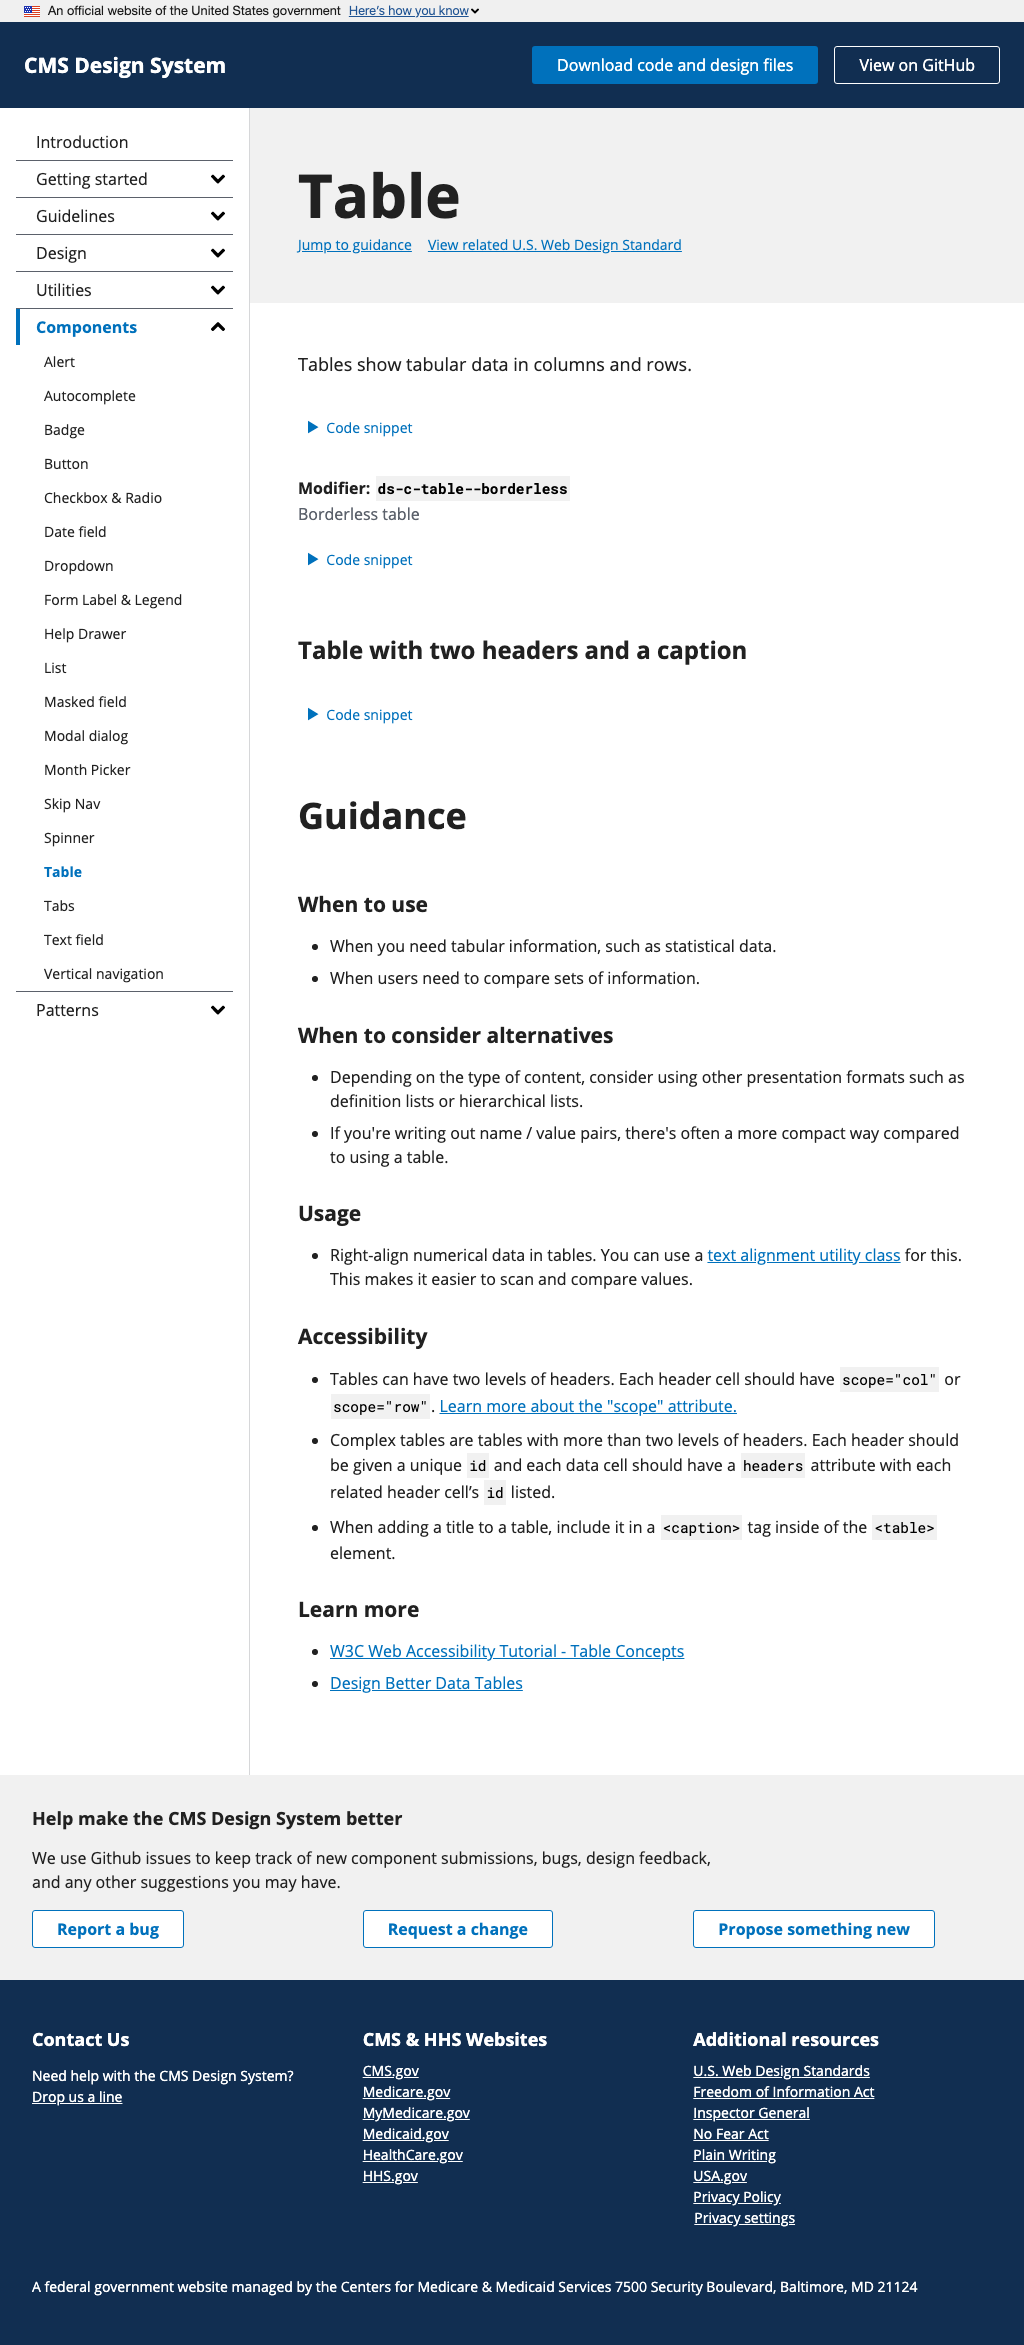 An official website of the United States government Here's how you know
CMS Design System
Download code and design files
View on GitHub
Introduction
Getting started
Guidelines
Design
Utilities
Components
Alert
Autocomplete
Badge
Button
Checkbox & Radio
Date field
Dropdown
Form Label & Legend
Help Drawer
List
Masked field
Modal dialog
Month Picker
Skip Nav
Spinner
Table
Tabs
Text field
Vertical navigation
Patterns
Table
Jump to guidance View related U.S. Web Design Standard
Tables show tabular data in columns and rows.
Code snippet
Modifier: ds-c-table--borderless
Borderless table
Code snippet
Table with two headers and a caption
Code snippet
Guidance
When to use
When you need tabular information, such as statistical data.
When users need to compare sets of information.
When to consider alternatives
Depending on the type of content, consider using other presentation formats such as
definition lists or hierarchical lists.
If you're writing out name / value pairs, there's often a more compact way compared
to using a table.
Usage
Right-align numerical data in tables. You can use a text alignment utility class for this.
This makes it easier to scan and compare values.
Accessibility
Tables can have two levels of headers. Each header cell should have scope="col" or
scope="row". Learn more about the "scope" attribute.
Complex tables are tables with more than two levels of headers. Each header should
be given a unique id and each data cell should have a headers attribute with each
related header cell’s id listed.
When adding a title to a table, include it in a <caption> tag inside of the <table>
element.
Learn more
W3C Web Accessibility Tutorial - Table Concepts
Design Better Data Tables
Help make the CMS Design System better
We use Github issues to keep track of new component submissions, bugs, design feedback,
and any other suggestions you may have.
Report a bug
Request a change
Propose something new
Contact Us
Need help with the CMS Design System?
Drop us a line
CMS & HHS Websites
CMS.gov
Medicare.gov
MyMedicare.gov
Medicaid.gov
HealthCare.gov
HHS.gov
Additional resources
U.S. Web Design Standards
Freedom of Information Act
Inspector General
No Fear Act
Plain Writing
USA.gov
Privacy Policy
Privacy settings
A federal government website managed by the Centers for Medicare & Medicaid Services 7500 Security Boulevard, Baltimore, MD 21124